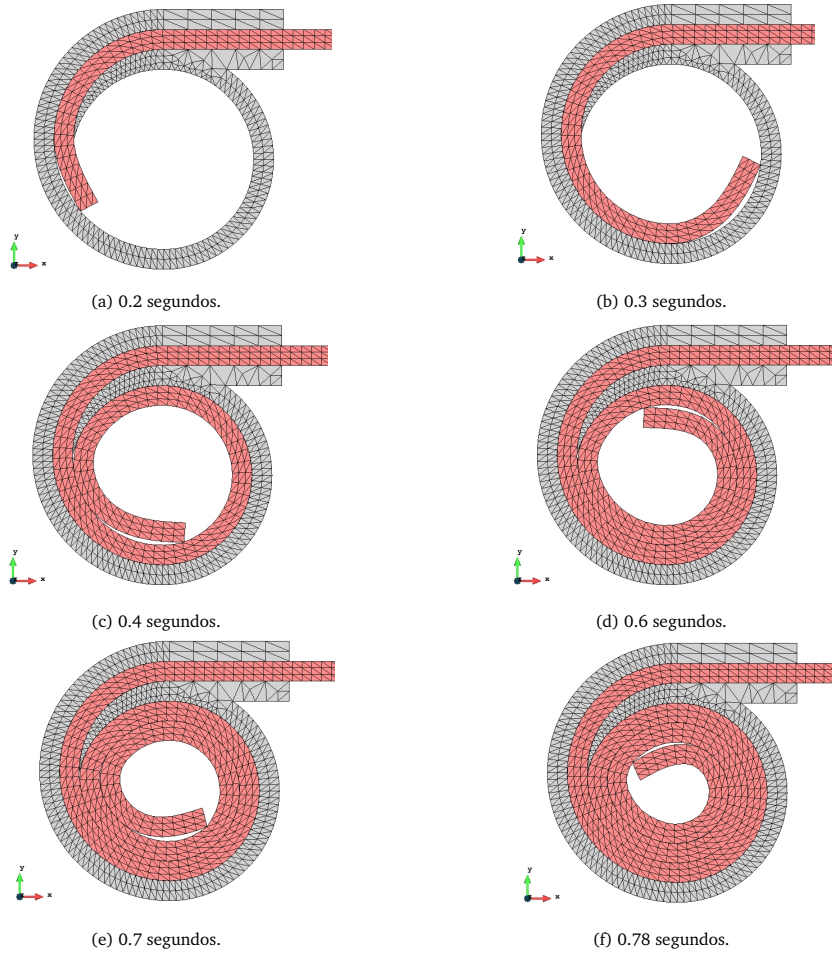 y
x
y
x
(a) 0.2 segundos.
(b) 0.3 segundos.
y
x
y
x
(c) 0.4 segundos.
(d) 0.6 segundos.
y
x
y
x
(e) 0.7 segundos.
(f) 0.78 segundos.